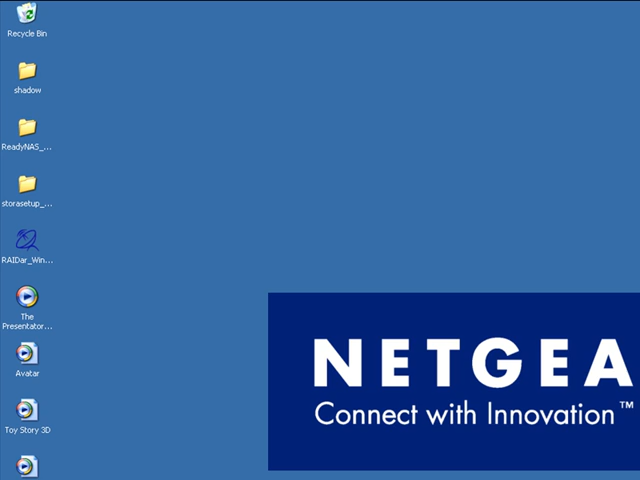 Recycle Bin
shadow
ReadyNAS_...
storasetup_...
RAIDar_Win...
The
Presentator...
Avatar
Toy Story 3D
NETGEA
Connect with Innovation™